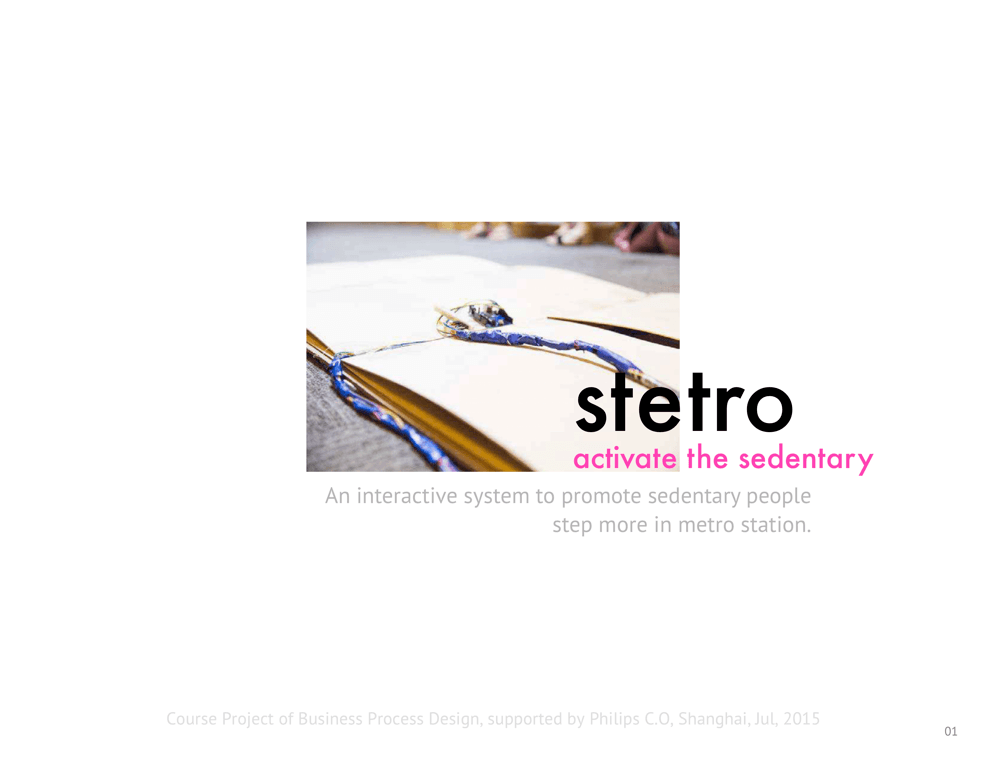 stetro
activate the sedentary
An interactive system to promote sedentary people
step more in metro station.
Course Project of Business Process Design, supported by Philips C.O, Shanghai, Jul, 2015
01